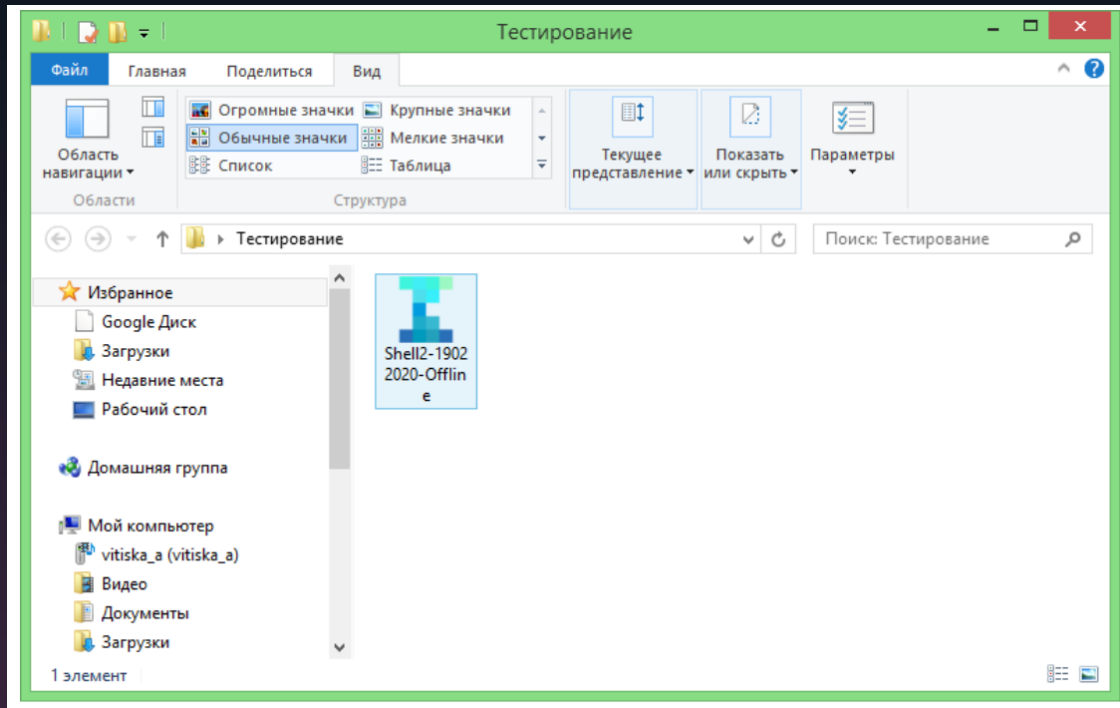 Тестирование
Файл Главная Поделиться Вид
Область навигации
Огромные значки Крупные значки
Обычные значки Мелкие значки
Список Таблица
Текущее представление
Показать или скрыть
Параметры
Области Структура
Тестирование
Поиск: Тестирование
Избранное
Google Диск
Загрузки
Недавние места
Рабочий стол
Домашняя группа
Мой компьютер
vitiska_a (vitiska_a)
Видео
Документы
Загрузки
Shell2-1902
2020-Offlin
e
1 элемент